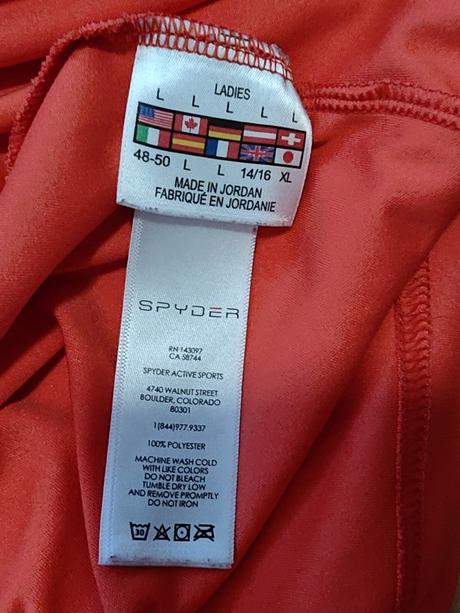 LADIES
L L L L L
48-50 L L 14/16 XL
MADE IN JORDAN
FABRIQUÉ EN JORDANIE
SPYDER
RN 143097
CA 58744
SPYDER ACTIVE SPORTS
4740 WALNUT STREET
BOULDER, COLORADO
80301
1(844)977.9337
100% POLYESTER
MACHINE WASH COLD
WITH LIKE COLORS
DO NOT BLEACH
TUMBLE DRY LOW
AND REMOVE PROMPTLY
DO NOT IRON
30